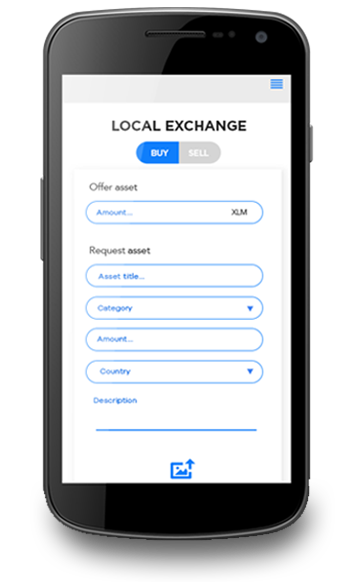 LOCAL EXCHANGE
BUY SELL
Offer asset
Amount... XLM
Request asset
Asset title...
Category
Amount...
Country
Description